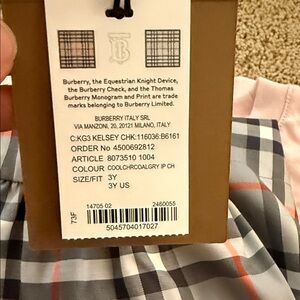 Burberry, the Equestrian Knight Device,
the Burberry Check, and the Thomas
Burberry Monogram and Print are trade
marks belonging to Burberry Limited.
BURBERRY ITALY SRL
VIA MANZONI, 20, 20121 MILANO, ITALY
C:KG3 KELSEY CHK:116036:B6161
ORDER No 4500692812
ARTICLE 8073510 1004
COLOUR COOLCHRCOALGRY IP CH
SIZE/FIT 3Y
3Y US
73F
14705 02 2460055
5045704017027